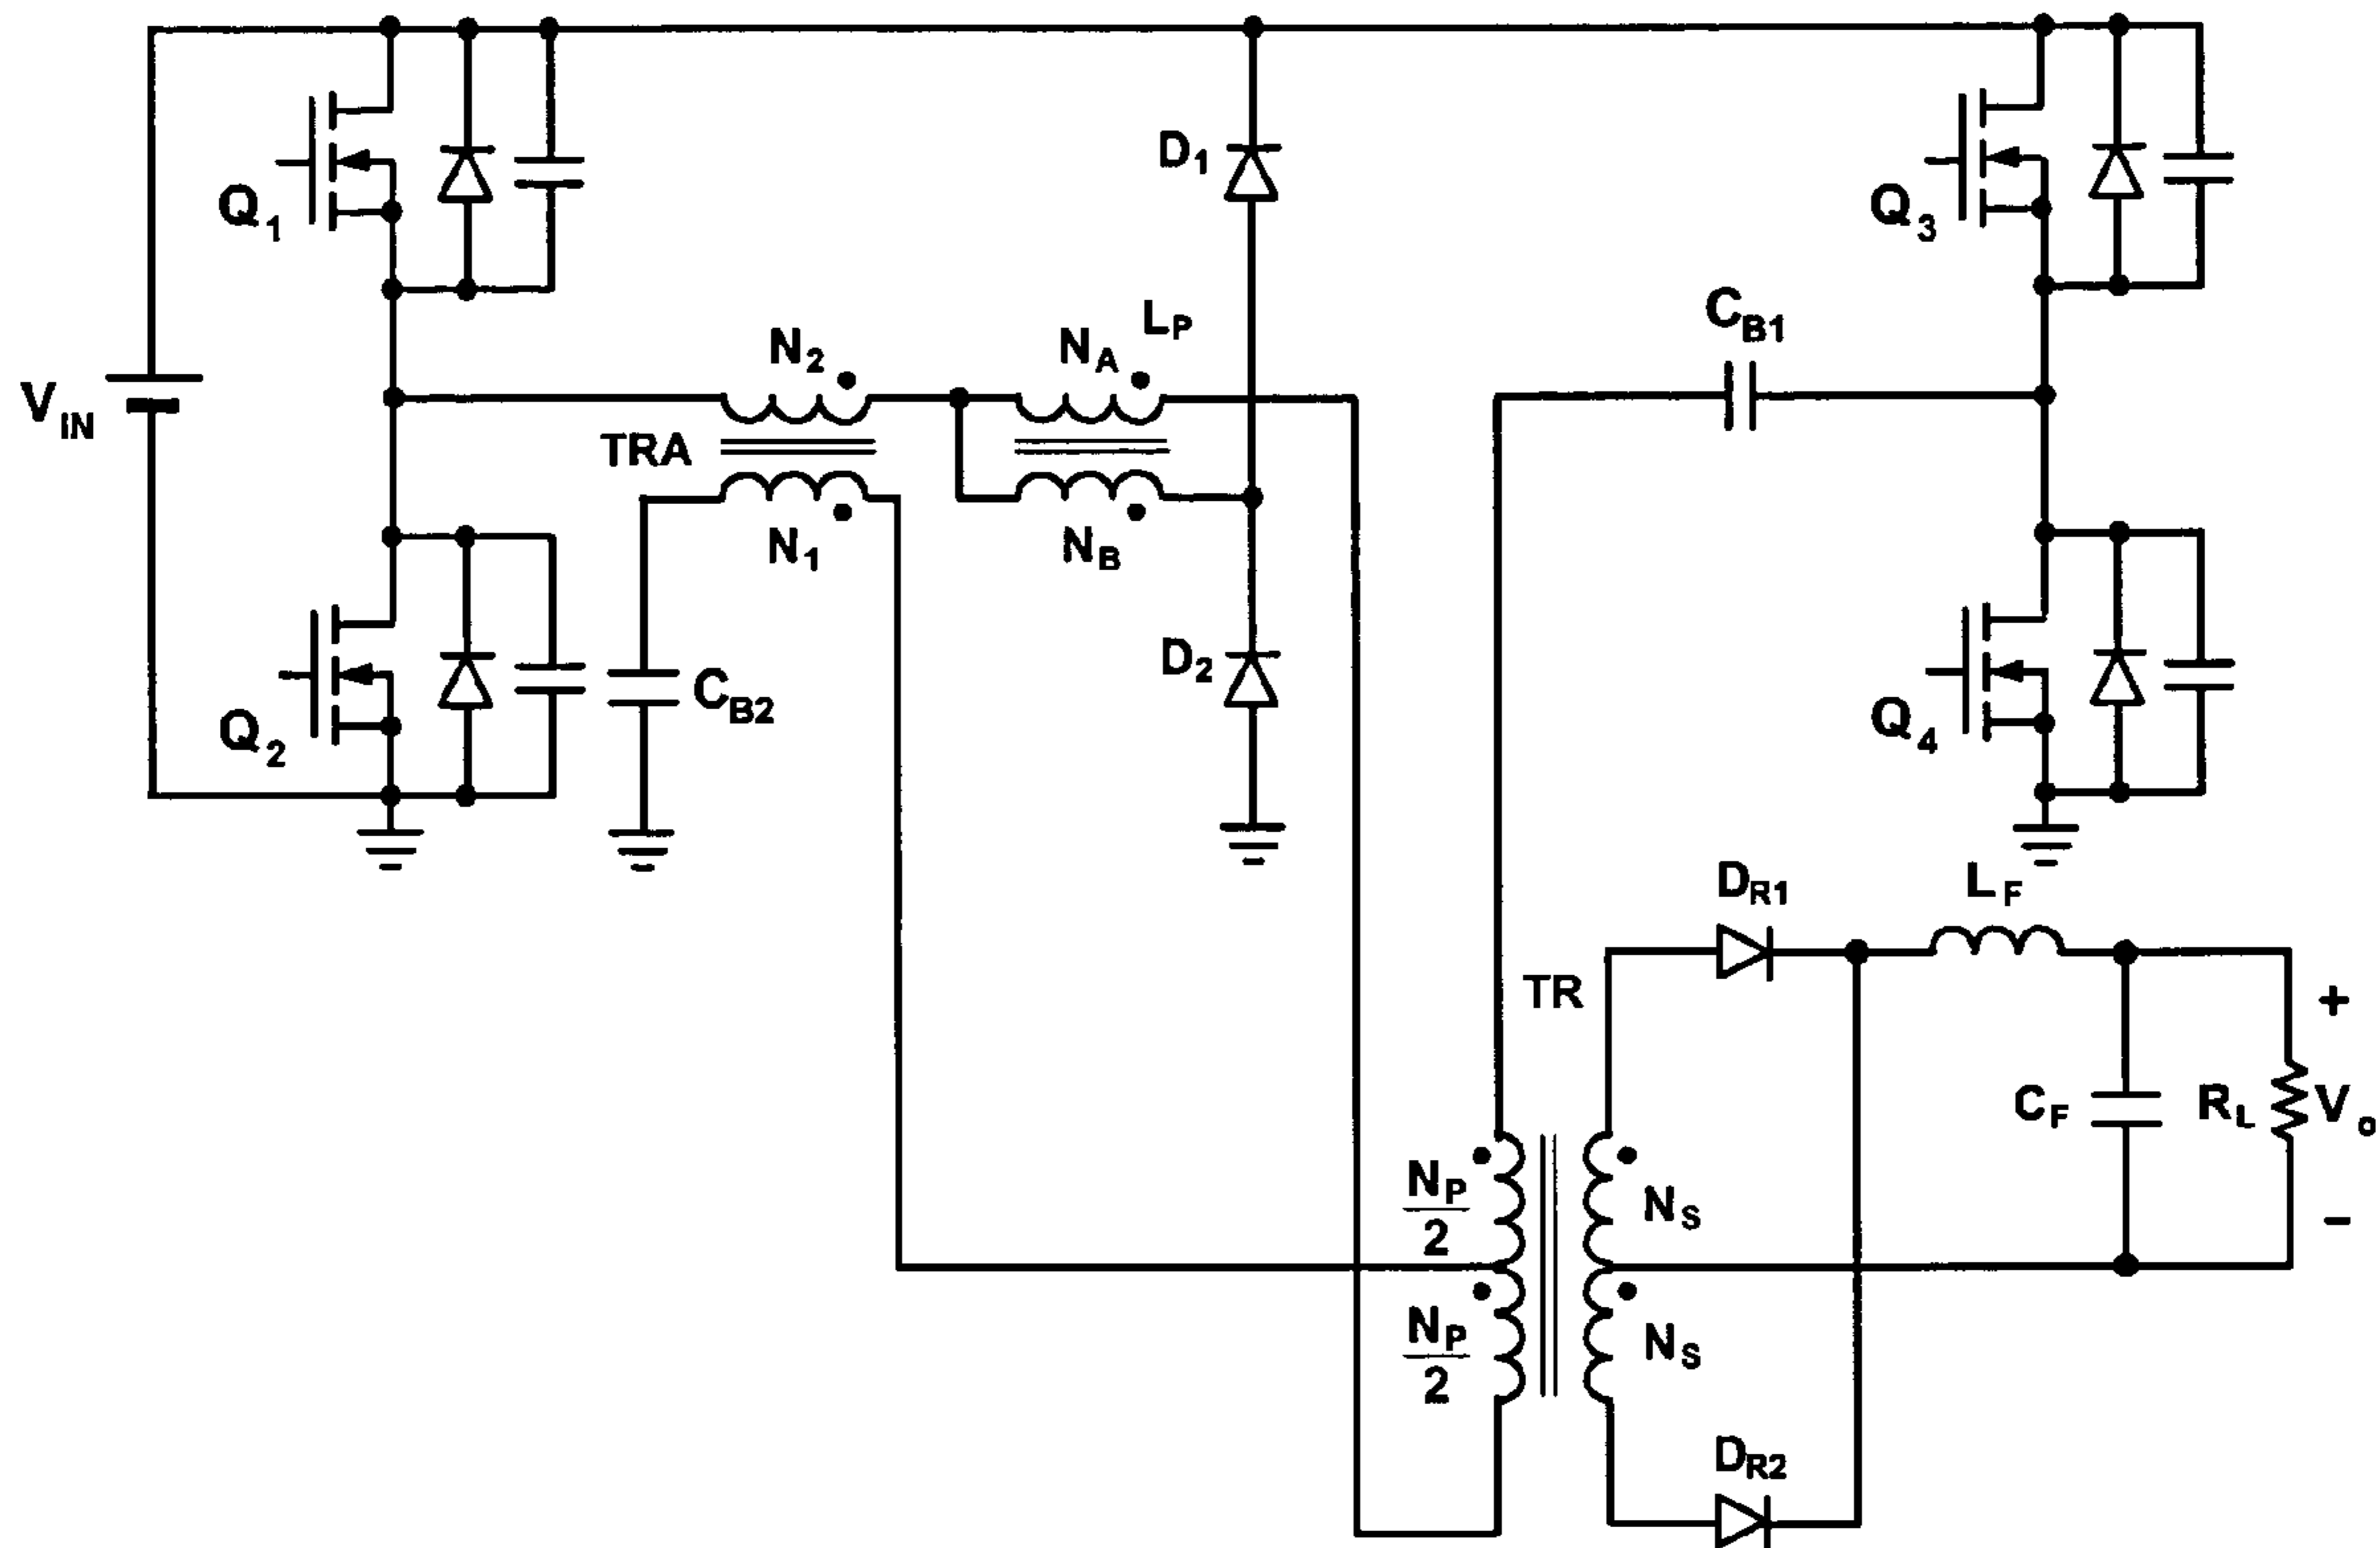 Q1
D1
Q3
VIN
N2
NA
LP
CB1
TRA
N1
NB
Q2
CB2
D2
Q4
DR1
LF
TR
+
CF
RL
Vo
NP
2
NS
−
NP
2
NS
DR2